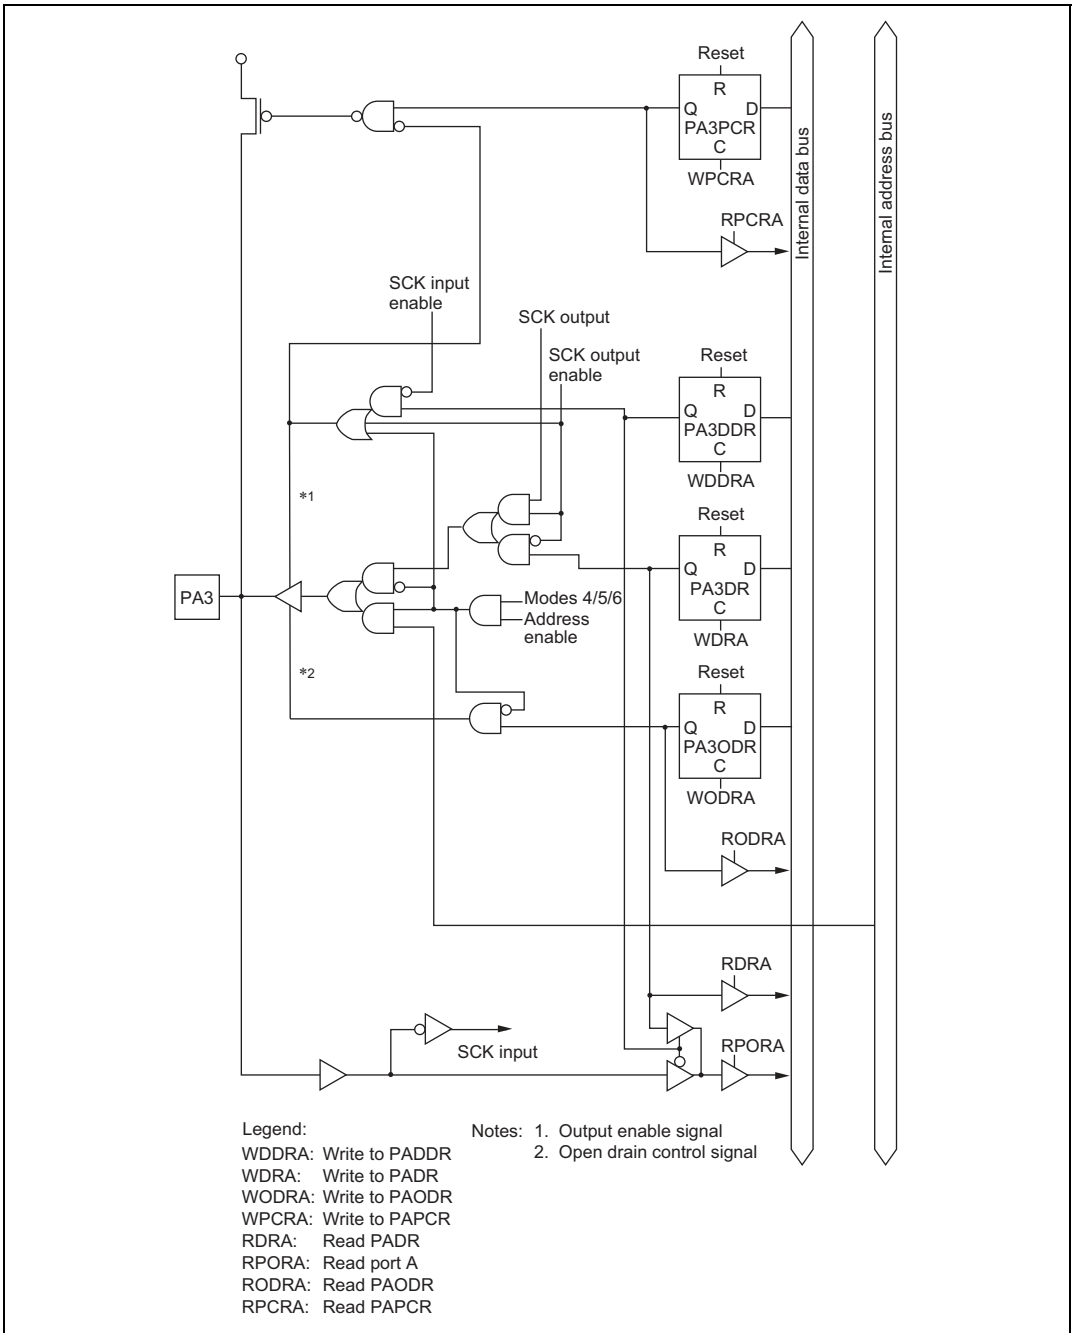 Reset
R
Q D
PA3PCR
C
WPCRA
RPCRA
Internal data bus
Internal address bus
SCK input
enable
SCK output
SCK output
enable
Reset
R
Q D
PA3DDR
C
WDDRA
*1
Reset
R
Q D
PA3DR
C
WDRA
PA3
Modes 4/5/6
Address
enable
*2
Reset
R
Q D
PA3ODR
C
WODRA
RODRA
RDRA
SCK input
RPORA
Legend:
WDDRA: Write to PADDR
WDRA: Write to PADR
WODRA: Write to PAODR
WPCRA: Write to PAPCR
RDRA: Read PADR
RPORA: Read port A
RODRA: Read PAODR
RPCRA: Read PAPCR
Notes: 1. Output enable signal
2. Open drain control signal